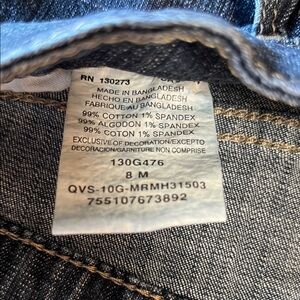 RN 130273
MADE IN BANGLADESH
HECHO EN BANGLADESH
FABRIQUÉ AU BANGLADESH
99% COTTON 1% SPANDEX
99% ALGODON 1% SPANDEX
99% COTON 1% SPANDEX
EXCLUSIVE OF DECORATION/EXCEPTO
DECORACION/GARNITURE NON COMPRISE
130G476
8 M
QVS-10G-MRMH31503
755107673892